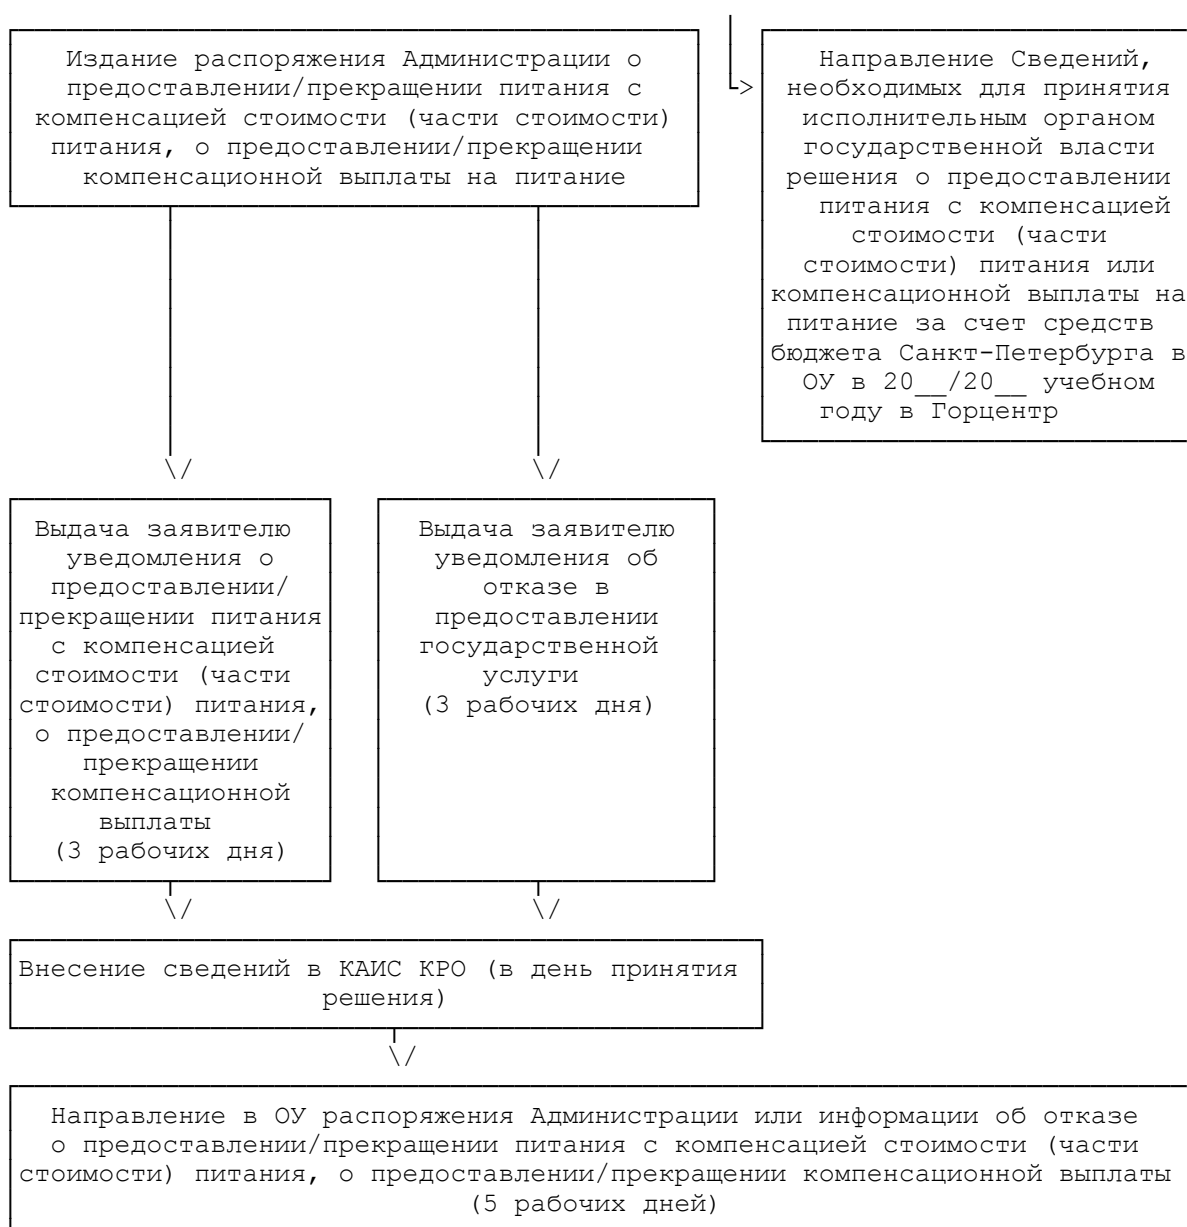 Издание распоряжения Администрации о
предоставлении/прекращении питания с
компенсацией стоимости (части стоимости)
питания, о предоставлении/прекращении
компенсационной выплаты на питание
Направление Сведений,
необходимых для принятия
исполнительным органом
государственной власти
решения о предоставлении
питания с компенсацией
стоимости (части
стоимости) питания или
компенсационной выплаты на
питание за счет средств
бюджета Санкт-Петербурга в
ОУ в 20__/20__ учебном
году в Горцентр
Выдача заявителю
уведомления о
предоставлении/
прекращении питания
с компенсацией
стоимости (части
стоимости) питания,
о предоставлении/
прекращении
компенсационной
выплаты
(3 рабочих дня)
Выдача заявителю
уведомления об
отказе в
предоставлении
государственной
услуги
(3 рабочих дня)
Внесение сведений в КАИС КРО (в день принятия
решения)
Направление в ОУ распоряжения Администрации или информации об отказе
о предоставлении/прекращении питания с компенсацией стоимости (части
стоимости) питания, о предоставлении/прекращении компенсационной выплаты
(5 рабочих дней)